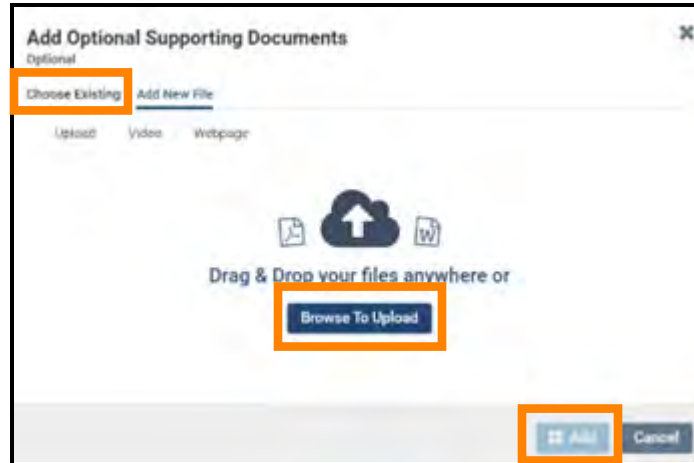 Add Optional Supporting Documents
Optional
Choose Existing Add New File
Upload Video Webpage
Drag & Drop your files anywhere or
Browse To Upload
Add Cancel